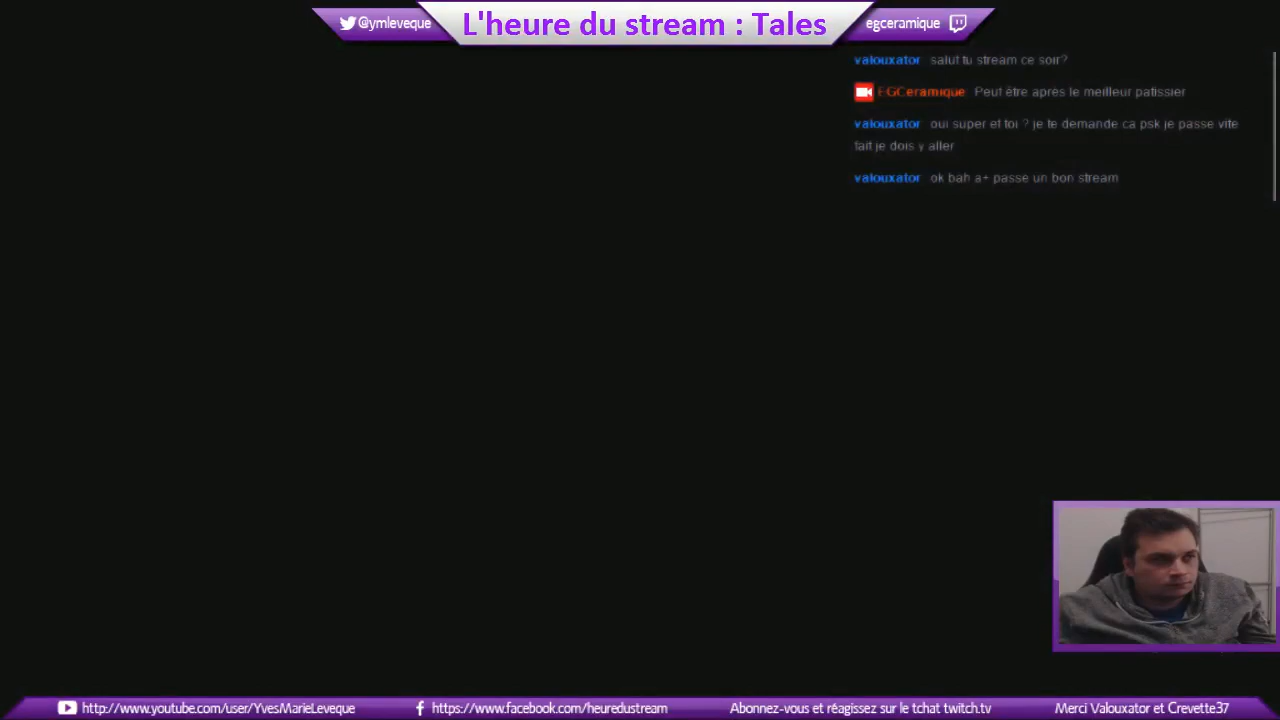 @ymleveque
L'heure du stream : Tales
egceramique
valouxator salut tu stream ce soir?
EGCeramique Peut être après le meilleur patissier
valouxator oui super et toi ? je te demande ca psk je passe vite
fait je dois y aller
valouxator ok bah a+ passe un bon stream
http://www.youtube.com/user/YvesMarieLeveque
https://www.facebook.com/heuredustream
Abonnez-vous et réagissez sur le tchat twitch.tv
Merci Valouxator et Crevette37